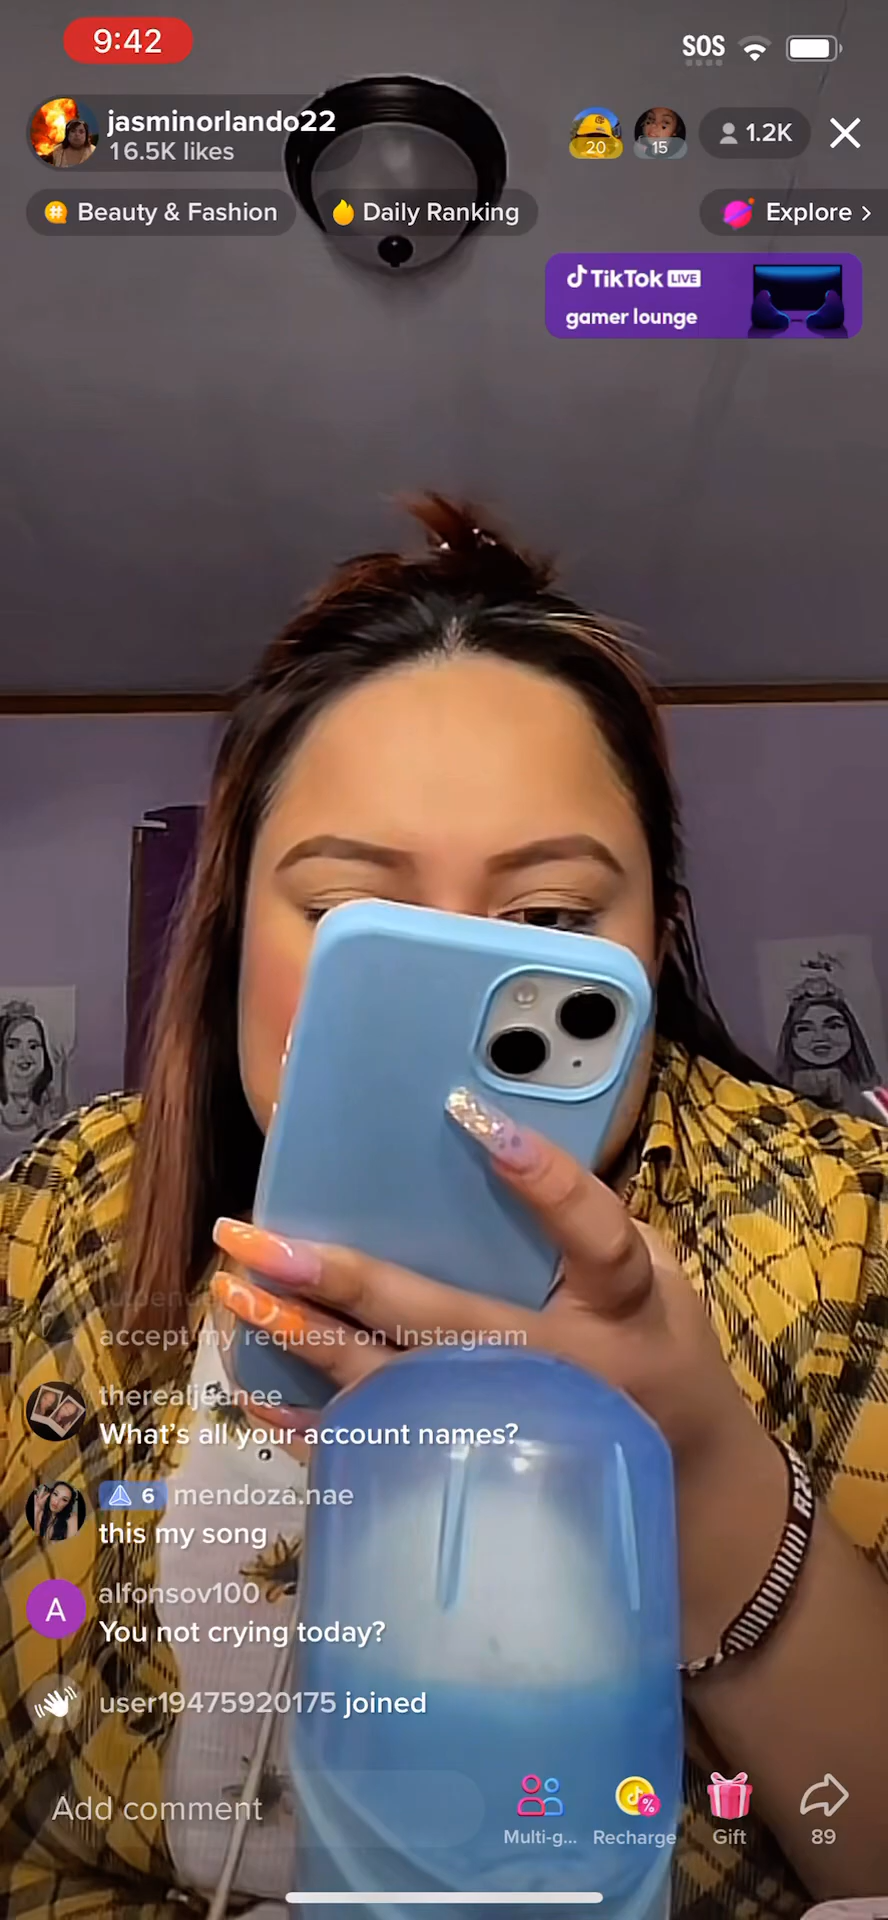 9:42
SOS
jasminorlando22
16.5K likes
20
15
1.2K
Beauty & Fashion
Daily Ranking
Explore >
TikTok LIVE
gamer lounge
accept my request on Instagram
therealjeanee
What's all your account names?
6 mendoza.nae
this my song
A
alfonsov100
You not crying today?
user19475920175 joined
Add comment
Multi-g...
Recharge
Gift
89